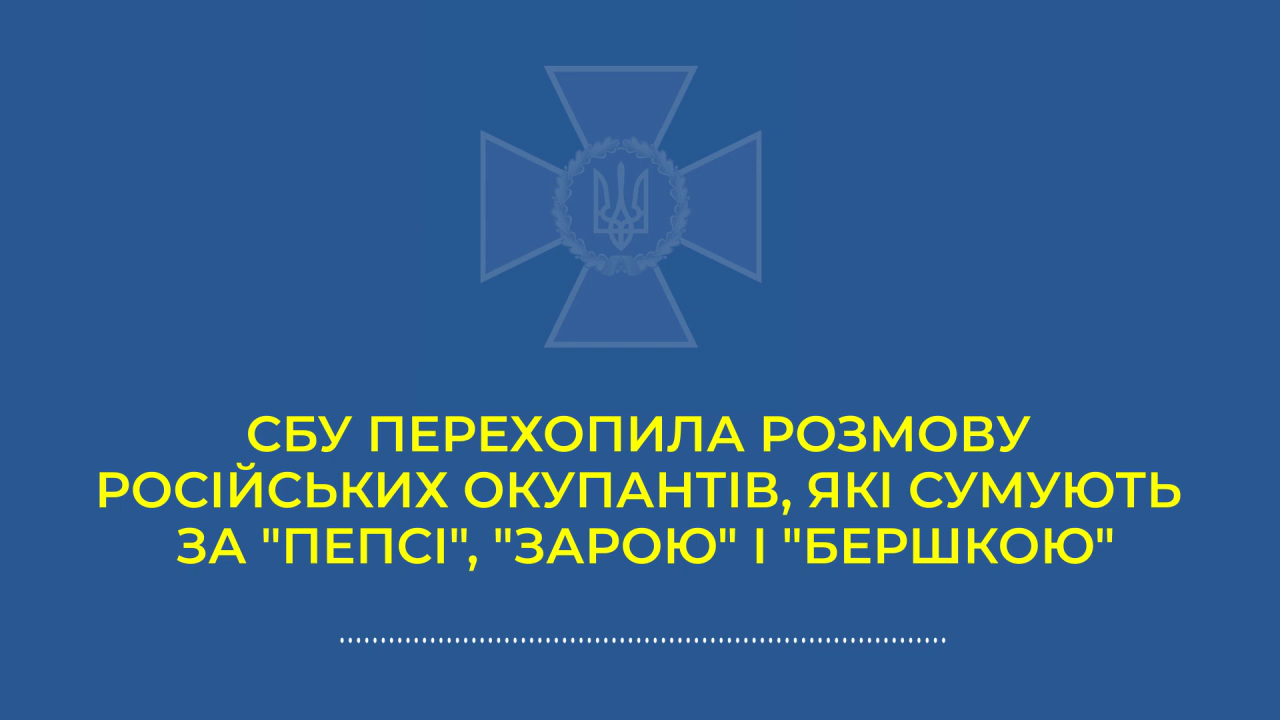 СБУ ПЕРЕХОПИЛА РОЗМОВУ
РОСІЙСЬКИХ ОКУПАНТІВ, ЯКІ СУМУЮТЬ
ЗА "ПЕПСІ", "ЗАРОЮ" І "БЕРШКОЮ"